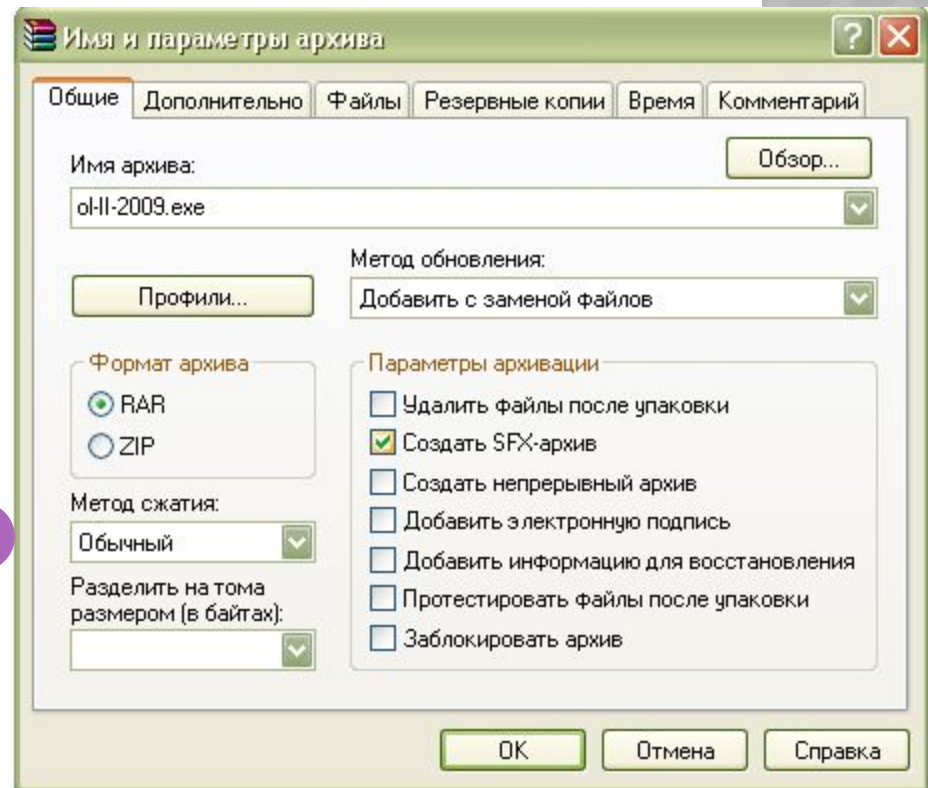 Имя и параметры архива
?
Общие Дополнительно Файлы Резервные копии Время Комментарий
Имя архива:
Обзор...
ol-II-2009.exe
Профили...
Метод обновления:
Добавить с заменой файлов
Формат архива
RAR
ZIP
Метод сжатия:
Обычный
Разделить на тома
размером (в байтах):
Параметры архивации
Удалить файлы после упаковки
Создать SFX-архив
Создать непрерывный архив
Добавить электронную подпись
Добавить информацию для восстановления
Протестировать файлы после упаковки
Заблокировать архив
OK Отмена Справка